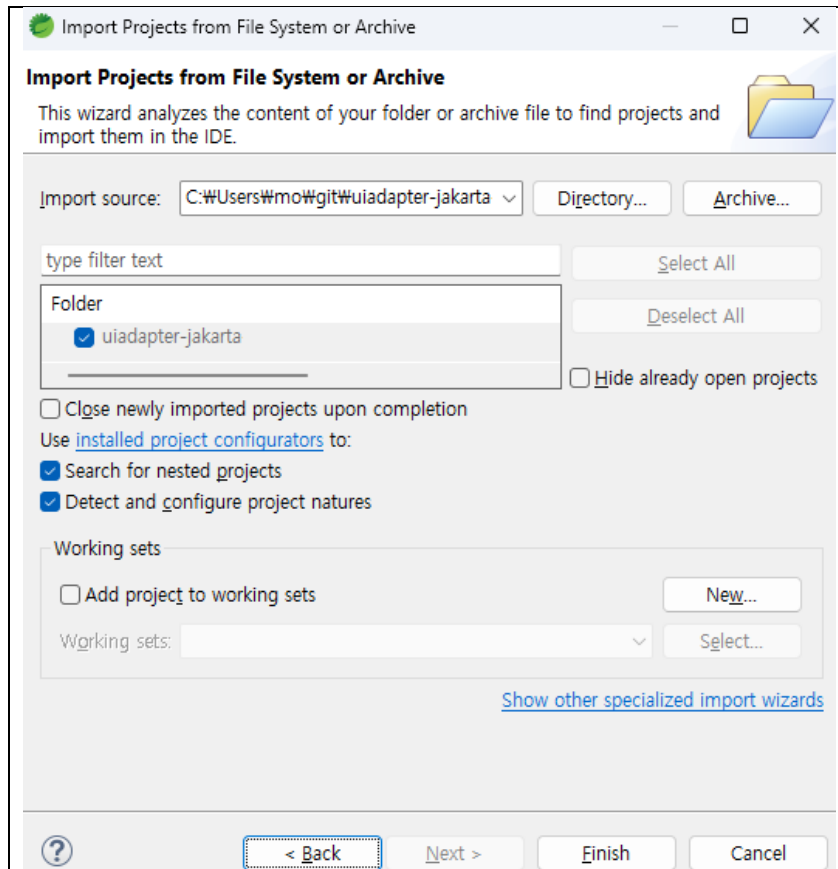 Import Projects from File System or Archive
Import Projects from File System or Archive
This wizard analyzes the content of your folder or archive file to find projects and
import them in the IDE.
Import source: C:₩Users₩mo₩git₩uiadapter-jakarta Directory... Archive...
type filter text Select All
Folder
Deselect All
uiadapter-jakarta
Hide already open projects
Close newly imported projects upon completion
Use installed project configurators to:
Search for nested projects
Detect and configure project natures
Working sets
Add project to working sets New...
Working sets: Select...
Show other specialized import wizards
? < Back Next > Finish Cancel